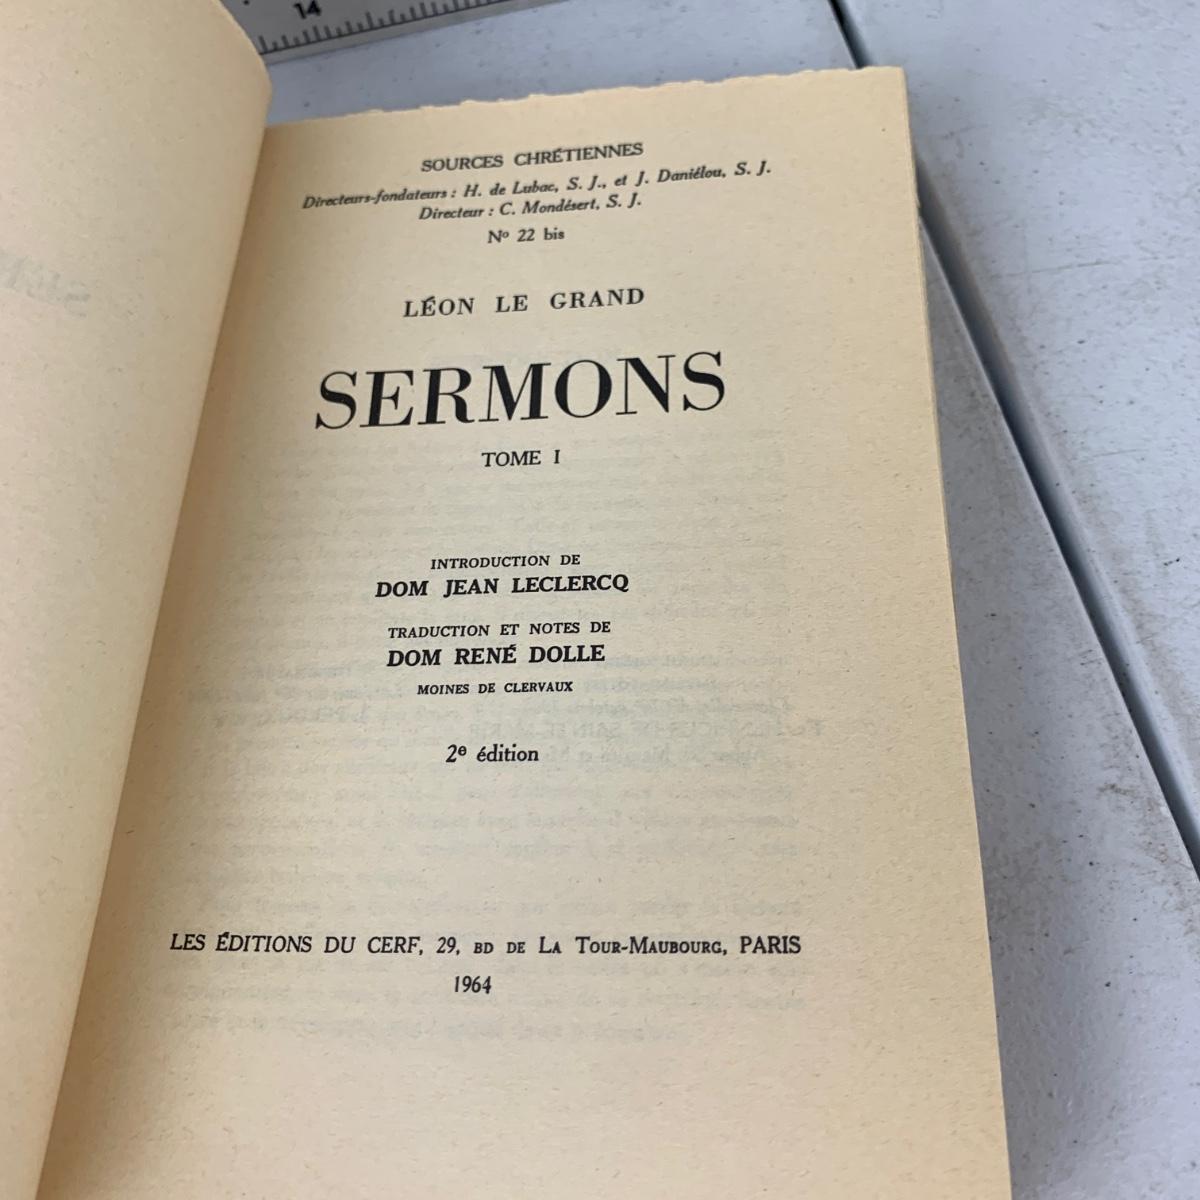 14
SOURCES CHRÉTIENNES
Directeurs-fondateurs : H. de Lubac, S. J., et J. Daniélou, S. J.
Directeur : C. Mondésert, S. J.
Nº 22 bis
LÉON LE GRAND
SERMONS
TOME I
INTRODUCTION DE
DOM JEAN LECLERCQ
TRADUCTION ET NOTES DE
DOM RENÉ DOLLE
MOINES DE CLERVAUX
2e édition
LES ÉDITIONS DU CERF, 29, BD DE LA TOUR-MAUBOURG, PARIS
1964